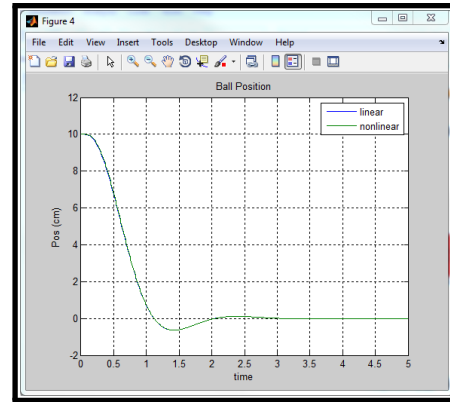 Figure 4
File Edit View Insert Tools Desktop Window Help
Ball Position
linear
nonlinear
12
10
8
6
4
2
0
-2
Pos (cm)
0 0.5 1 1.5 2 2.5 3 3.5 4 4.5 5
time